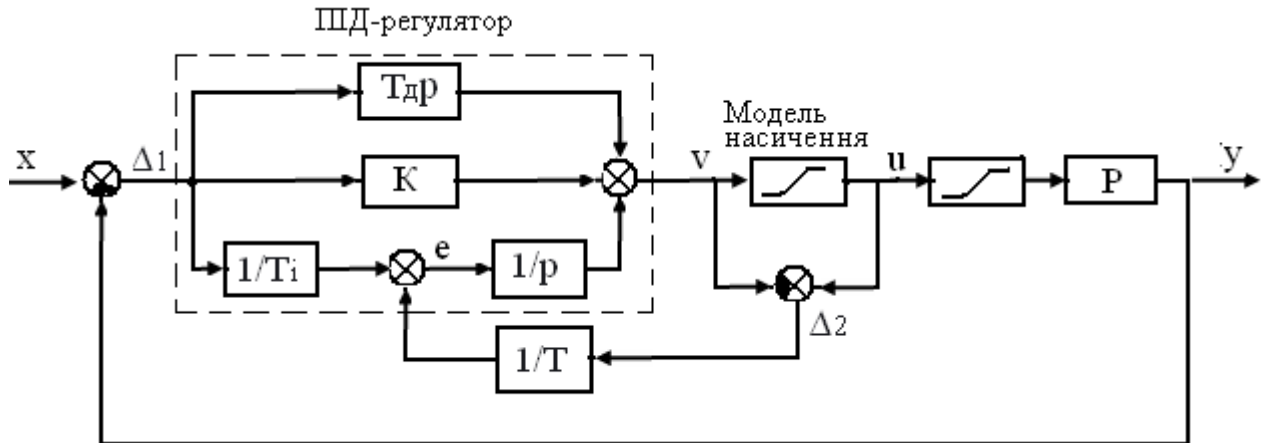 ПІД-регулятор
Tдp
Модель
насичення
x
Δ1
K
v
u
P
y
1/Ti
e
1/p
Δ2
1/T